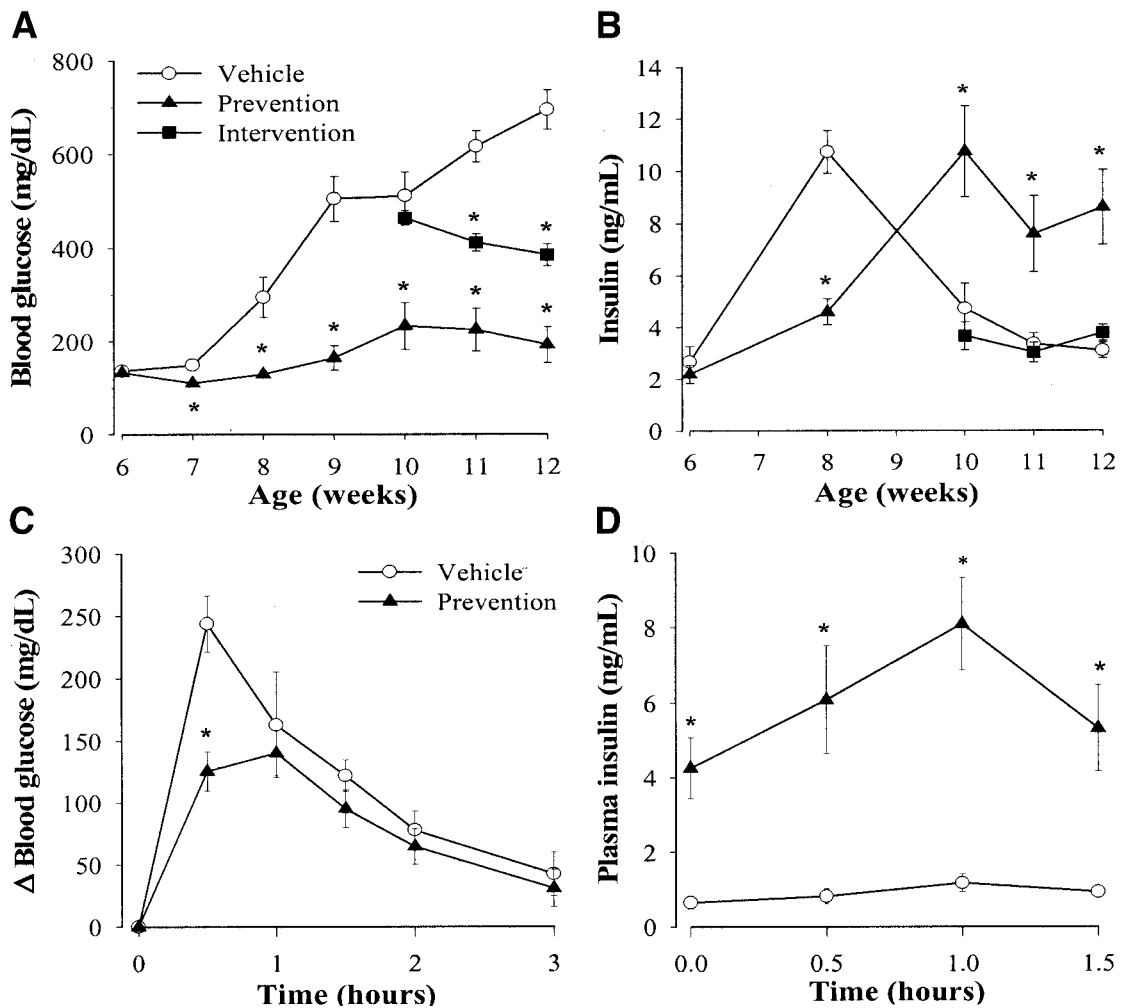 A
Blood glucose (mg/dL)
800
600
400
200
0
Vehicle
Prevention
Intervention
*
*
*
*
*
*
*
*
6 7 8 9 10 11 12
Age (weeks)
B
Insulin (ng/mL)
14
12
10
8
6
4
2
0
*
*
*
*
6 7 8 9 10 11 12
Age (weeks)
C
Δ Blood glucose (mg/dL)
300
250
200
150
100
50
0
Vehicle
Prevention
*
0 1 2 3
Time (hours)
D
Plasma insulin (ng/mL)
10
8
6
4
2
0
*
*
*
*
0.0 0.5 1.0 1.5
Time (hours)